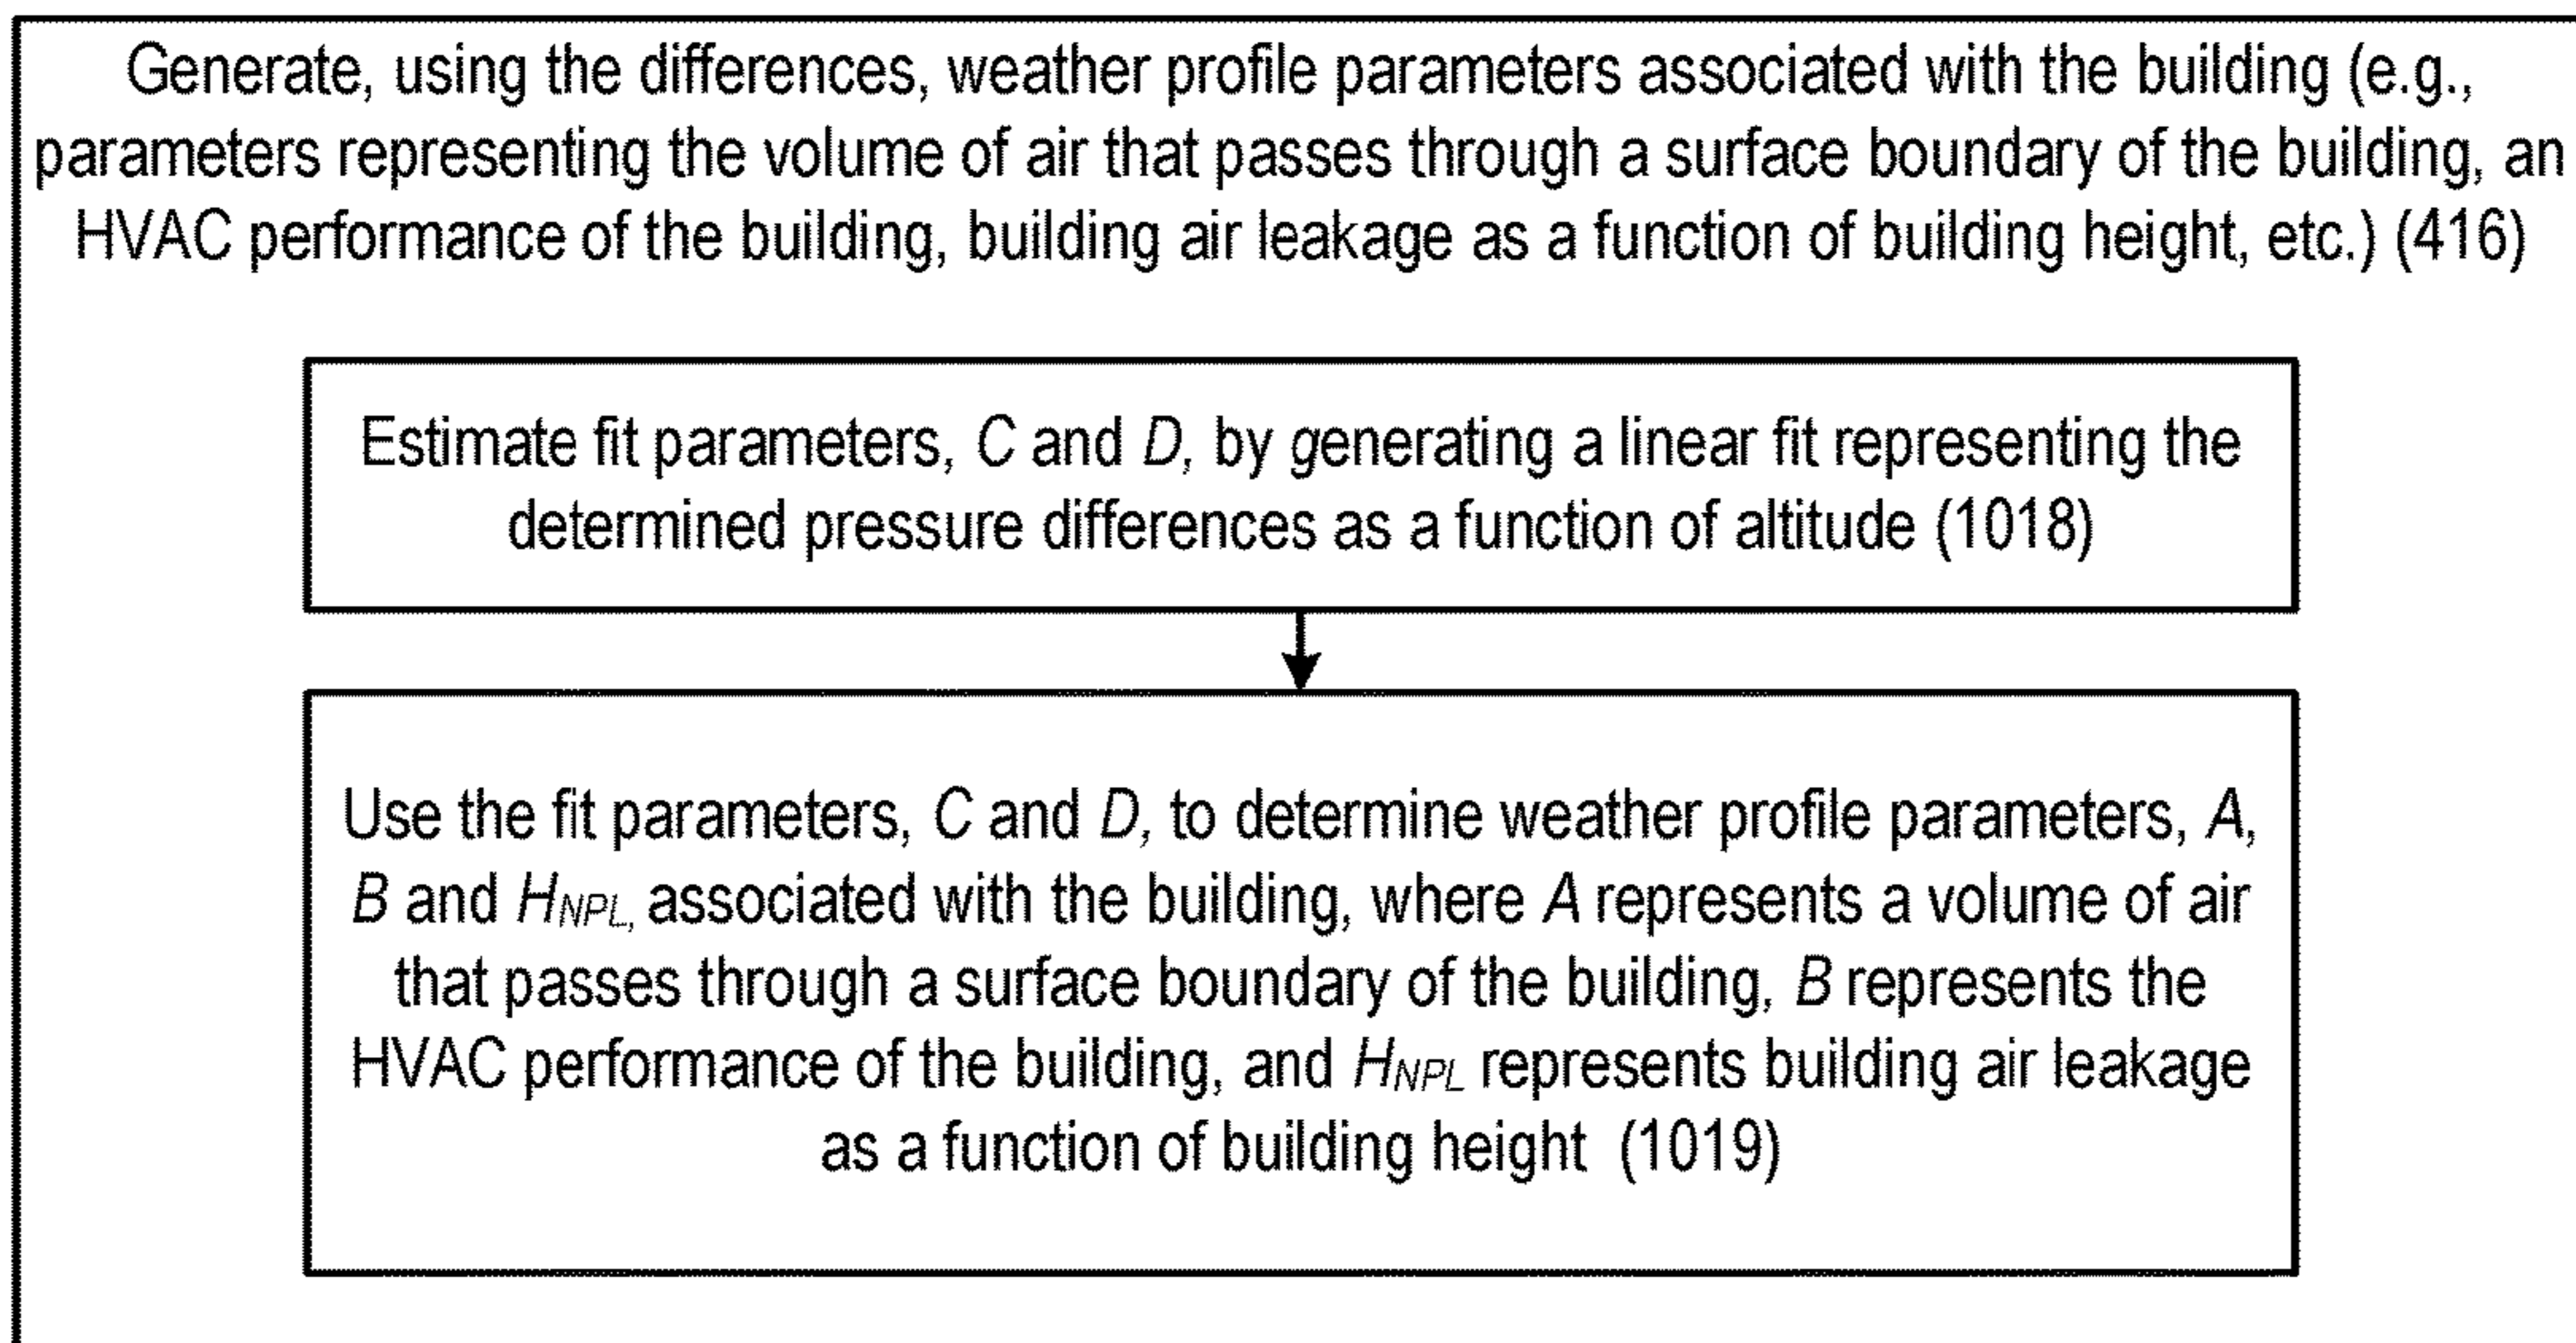 Generate, using the differences, weather profile parameters associated with the building (e.g.,
parameters representing the volume of air that passes through a surface boundary of the building, an
HVAC performance of the building, building air leakage as a function of building height, etc.) (416)
Estimate fit parameters, C and D, by generating a linear fit representing the
determined pressure differences as a function of altitude (1018)
Use the fit parameters, C and D, to determine weather profile parameters, A,
B and HNPL, associated with the building, where A represents a volume of air
that passes through a surface boundary of the building, B represents the
HVAC performance of the building, and HNPL represents building air leakage
as a function of building height (1019)